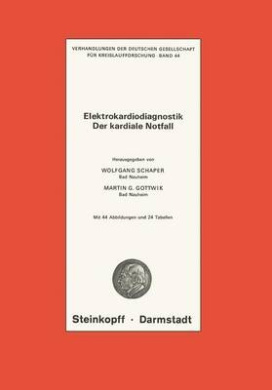 VERHANDLUNGEN DER DEUTSCHEN GESELLSCHAFT
FÜR KREISLAUFFORSCHUNG · BAND 44
Elektrokardiodiagnostik
Der kardiale Notfall
Herausgegeben von
WOLFGANG SCHAPER
Bad Nauheim
MARTIN G. GOTTWIK
Bad Nauheim
Mit 44 Abbildungen und 24 Tabellen
Steinkopff · Darmstadt